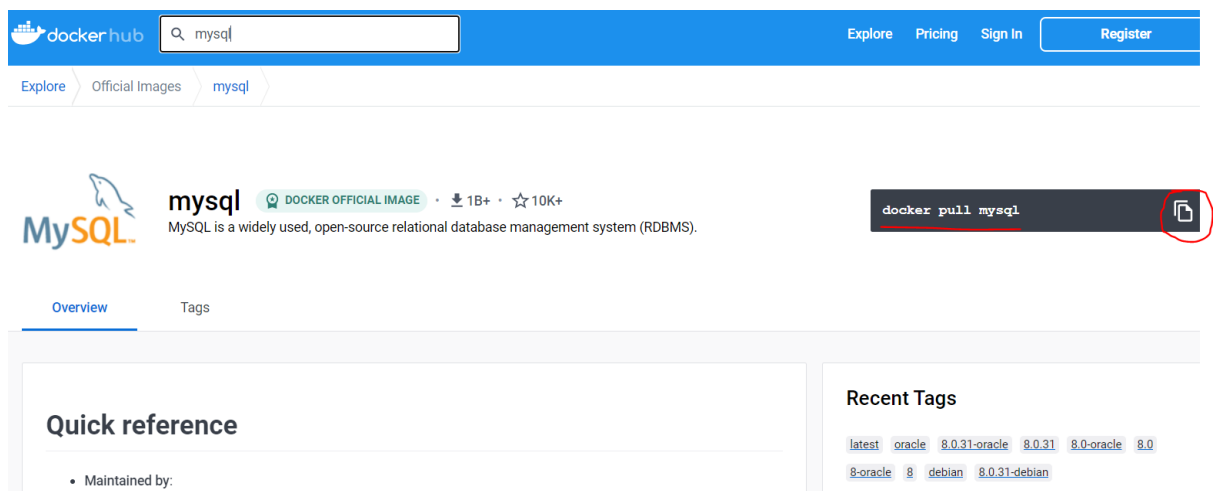 dockerhub mysql Explore Pricing Sign In Register
Explore Official Images mysql
MySQL™
mysql DOCKER OFFICIAL IMAGE · 1B+ · 10K+
MySQL is a widely used, open-source relational database management system (RDBMS).
docker pull mysql
Overview Tags
Quick reference
• Maintained by:
Recent Tags
latest oracle 8.0.31-oracle 8.0.31 8.0-oracle 8.0
8-oracle 8 debian 8.0.31-debian